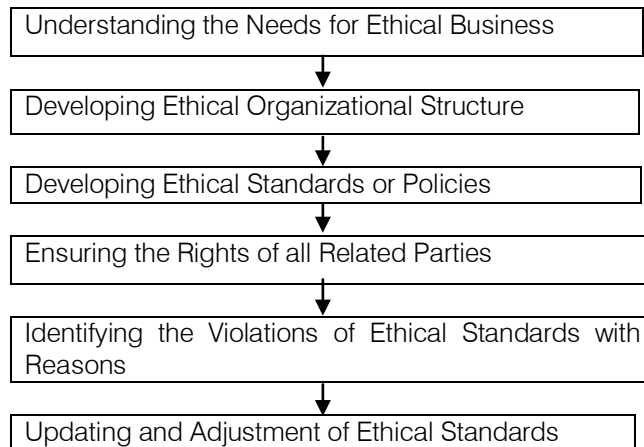 Understanding the Needs for Ethical Business
Developing Ethical Organizational Structure
Developing Ethical Standards or Policies
Ensuring the Rights of all Related Parties
Identifying the Violations of Ethical Standards with
Reasons
Updating and Adjustment of Ethical Standards